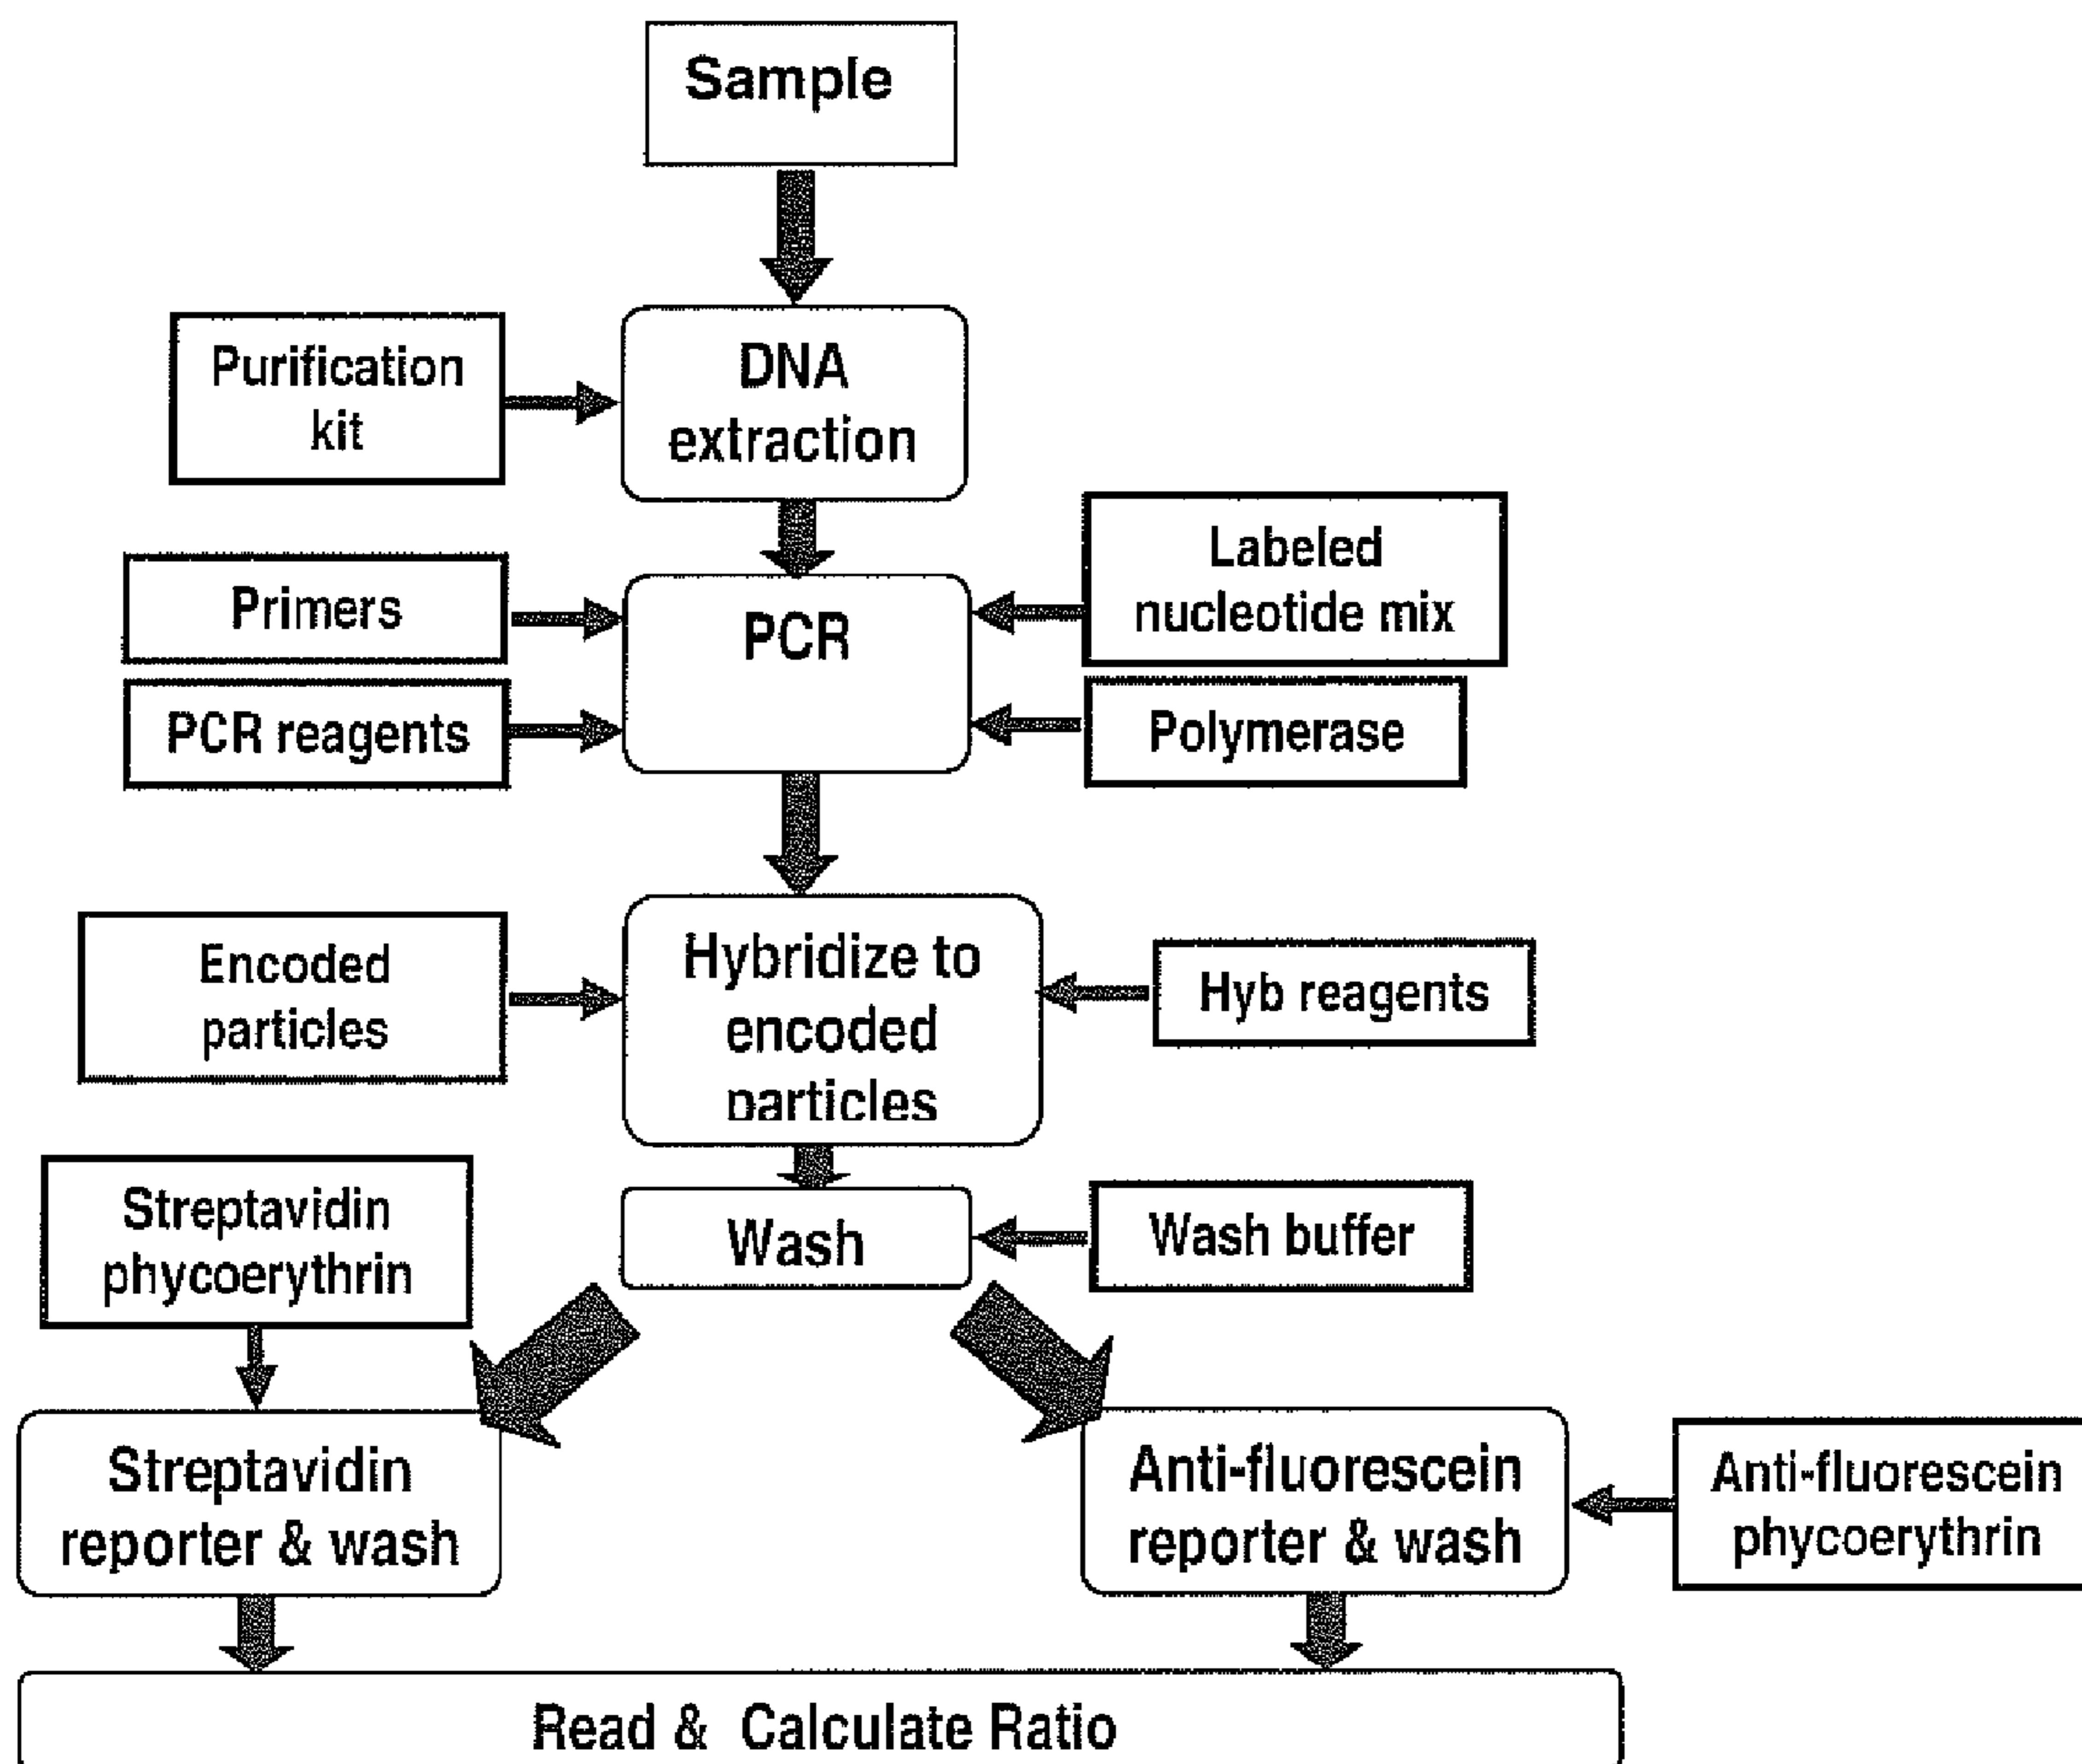 Sample
Purification
kit
DNA
extraction
Primers
PCR reagents
PCR
Labeled
nucleotide mix
Polymerase
Encoded
particles
Hybridize to
encoded
particles
Hyb reagents
Streptavidin
phycoerythrin
Wash
Wash buffer
Streptavidin
reporter & wash
Anti-fluorescein
reporter & wash
Anti-fluorescein
phycoerythrin
Read & Calculate Ratio